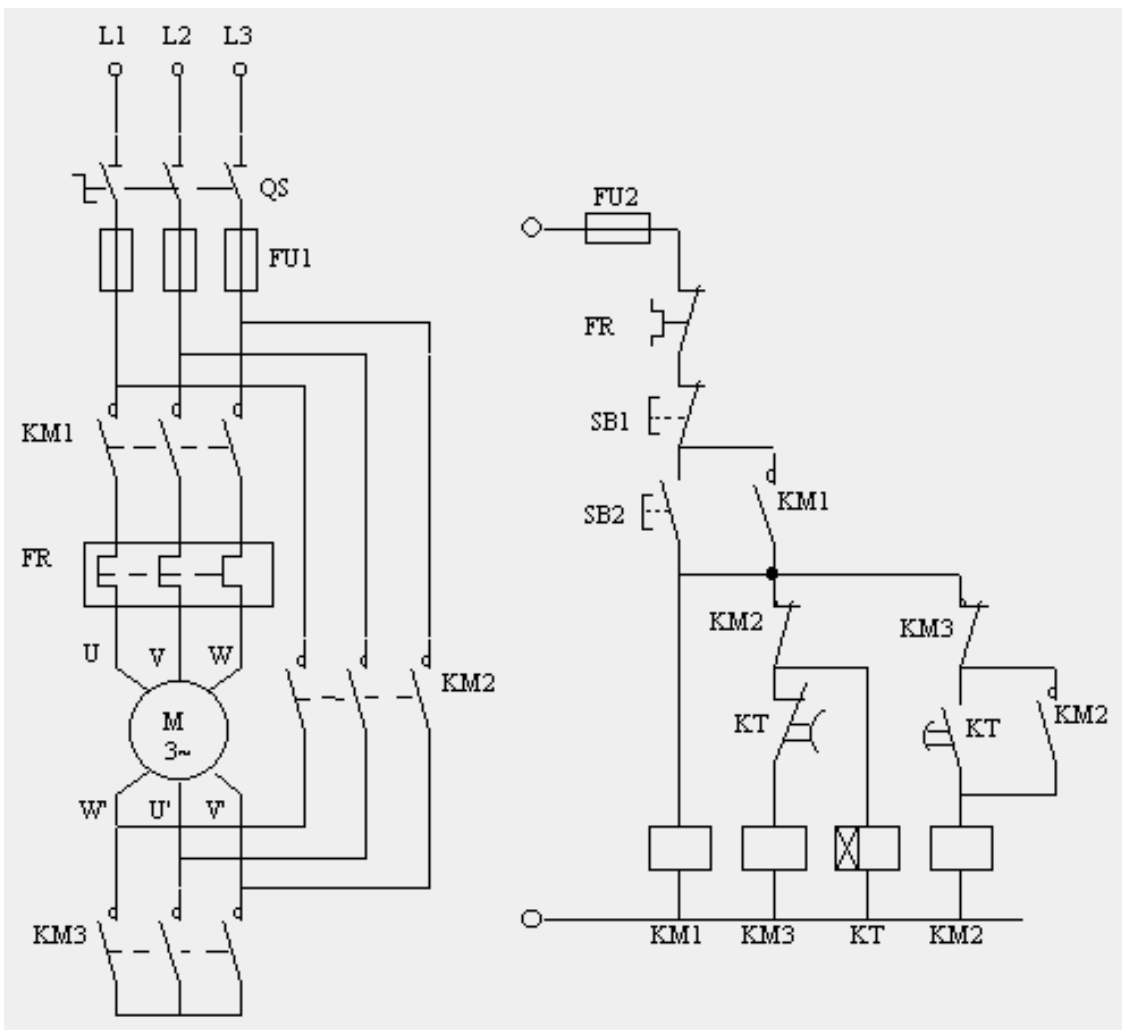 L1 L2 L3
QS
FU1
KM1
FR
U V W
M
3~
KM2
W' U' V'
KM3
FU2
FR
SB1
SB2 KM1
KM2 KM3
KT KT KM2
KM1 KM3 KT KM2